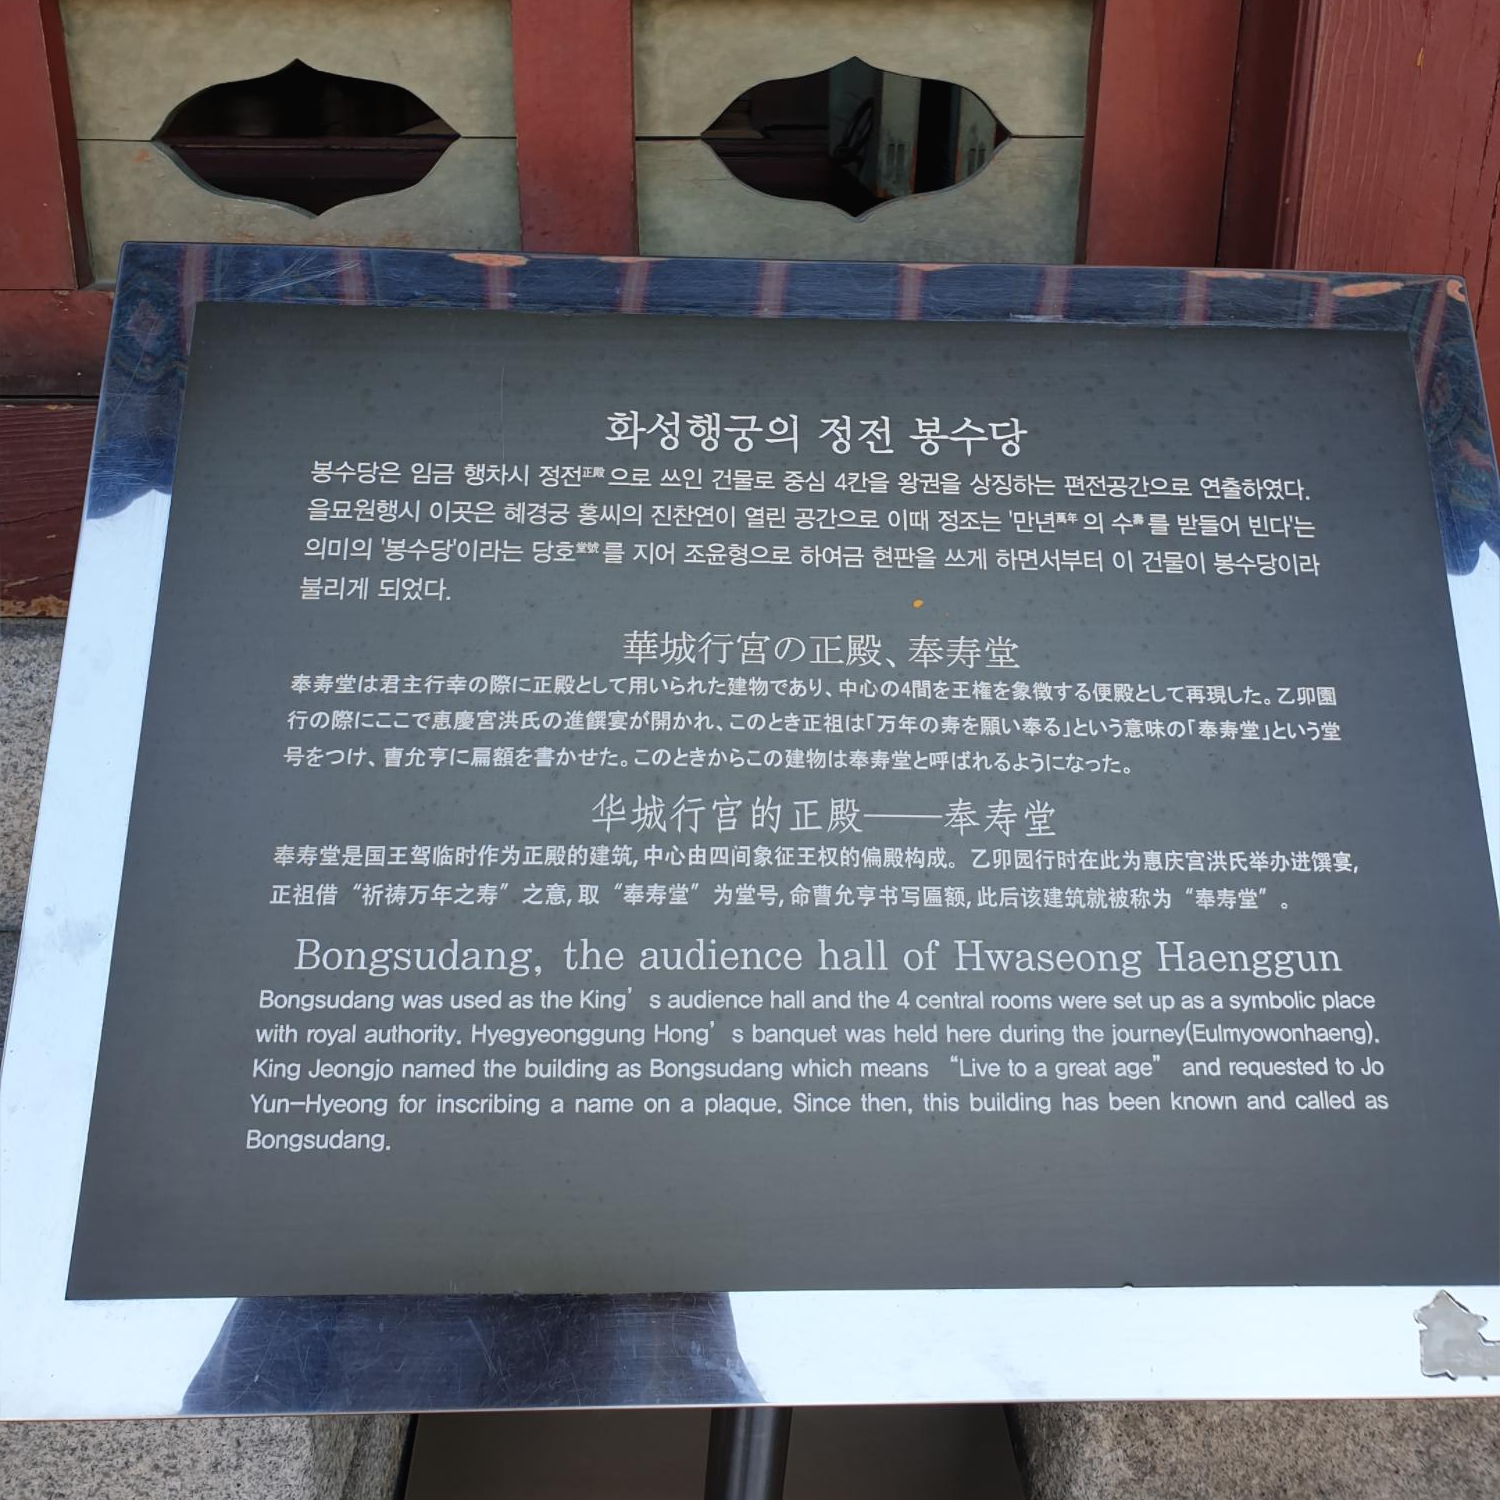 화성행궁의 정전 봉수당
봉수당은 임금 행차시 정전正殿으로 쓰인 건물로 중심 4칸을 왕권을 상징하는 편전공간으로 연출하였다.
을묘원행시 이곳은 혜경궁 홍씨의 진찬연이 열린 공간으로 이때 정조는 '만년萬年의 수壽를 받들어 빈다'는
의미의 '봉수당'이라는 당호堂號를 지어 조윤형으로 하여금 현판을 쓰게 하면서부터 이 건물이 봉수당이라
불리게 되었다.
華城行宮の正殿、奉寿堂
奉寿堂は君主行幸の際に正殿として用いられた建物であり、中心の4間を王権を象徴する便殿として再現した。乙卯園
行の際にここで恵慶宮洪氏の進饌宴が開かれ、このとき正祖は「万年の寿を願い奉る」という意味の「奉寿堂」という堂
号をつけ、曺允亨に扁額を書かせた。このときからこの建物は奉寿堂と呼ばれるようになった。
华城行宫的正殿——奉寿堂
奉寿堂是国王驾临时作为正殿的建筑,中心由四间象征王权的偏殿构成。乙卯园行时在此为惠庆宫洪氏举办进馔宴,
正祖借“祈祷万年之寿”之意,取“奉寿堂”为堂号,命曹允亨书写匾额,此后该建筑就被称为“奉寿堂”。
Bongsudang, the audience hall of Hwaseong Haenggun
Bongsudang was used as the King's audience hall and the 4 central rooms were set up as a symbolic place
with royal authority. Hyegyeonggung Hong's banquet was held here during the journey(Eulmyowonhaeng).
King Jeongjo named the building as Bongsudang which means “Live to a great age” and requested to Jo
Yun-Hyeong for inscribing a name on a plaque. Since then, this building has been known and called as
Bongsudang.